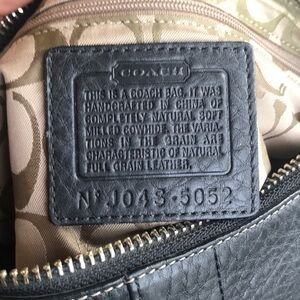 COACH
THIS IS A COACH BAG. IT WAS
HANDCRAFTED IN CHINA OF
COMPLETELY NATURAL SOFT
MILLED COWHIDE. THE VARIA-
TIONS IN THE GRAIN ARE
CHARACTERISTIC OF NATURAL
FULL GRAIN LEATHER.
Nº J04S-5052